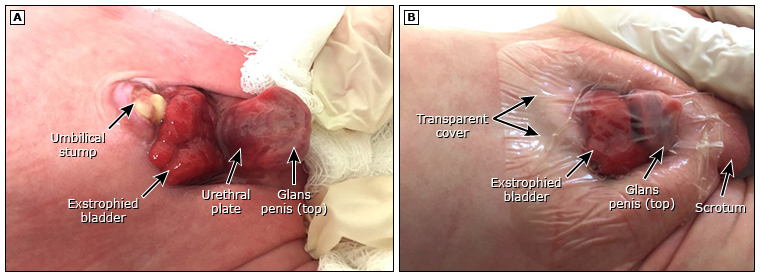 A
Umbilical
stump
Exstrophied
bladder
Urethral
plate
Glans
penis (top)
B
Transparent
cover
Exstrophied
bladder
Glans
penis (top)
Scrotum